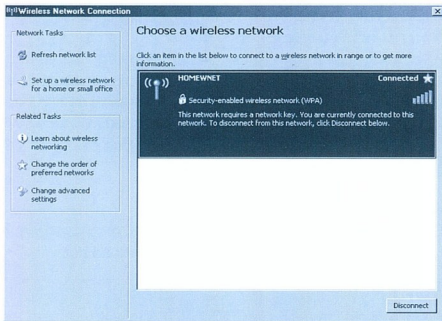 Wireless Network Connection
Network Tasks
Refresh network list
Set up a wireless network
for a home or small office
Related Tasks
Learn about wireless
networking
Change the order of
preferred networks
Change advanced
settings
Choose a wireless network
Click an item in the list below to connect to a wireless network in range or to get more
information.
HOMEWNET
Connected
Security-enabled wireless network (WPA)
This network requires a network key. You are currently connected to this
network. To disconnect from this network, click Disconnect below.
Disconnect